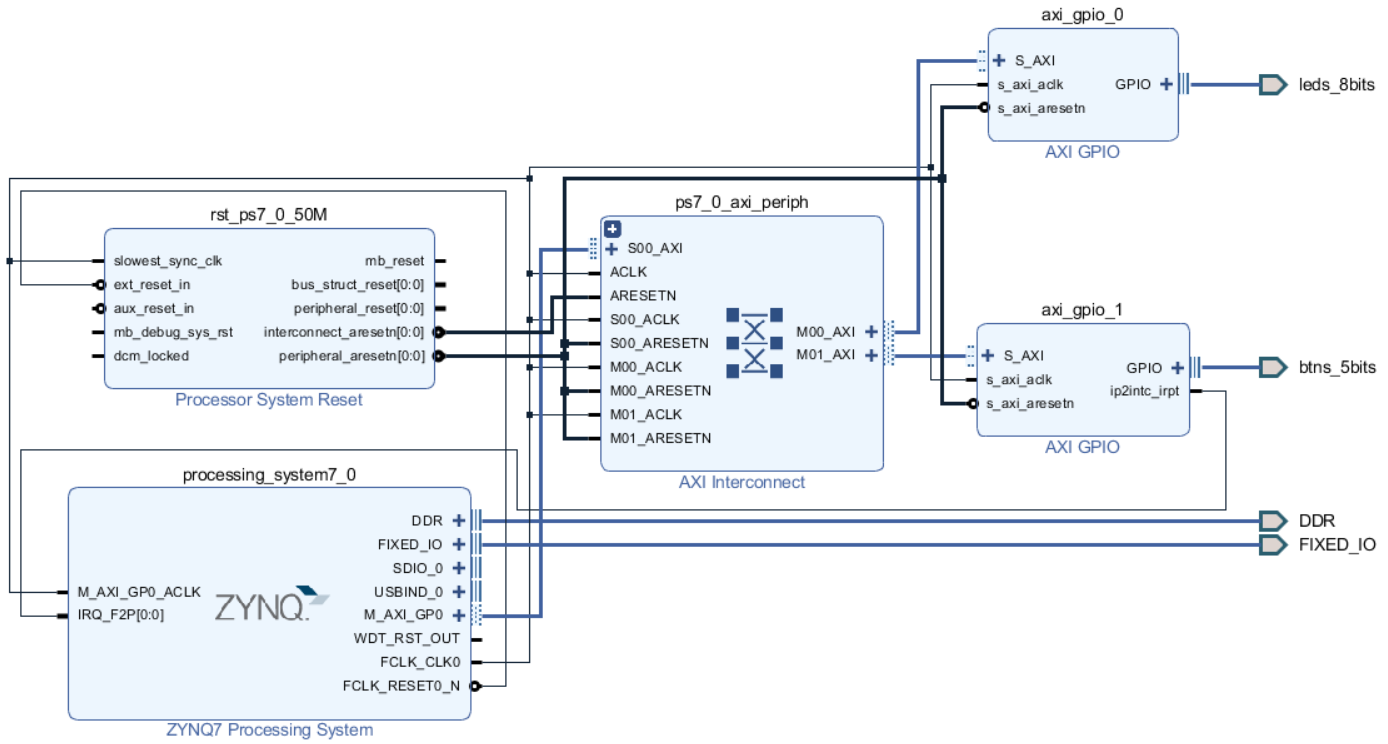 axi_gpio_0
S_AXI
s_axi_aclk
s_axi_aresetn
GPIO
AXI GPIO
leds_8bits
rst_ps7_0_50M
slowest_sync_clk
ext_reset_in
aux_reset_in
mb_debug_sys_rst
dcm_locked
mb_reset
bus_struct_reset[0:0]
peripheral_reset[0:0]
interconnect_aresetn[0:0]
peripheral_aresetn[0:0]
Processor System Reset
ps7_0_axi_periph
S00_AXI
ACLK
ARESETN
S00_ACLK
S00_ARESETN
M00_ACLK
M00_ARESETN
M01_ACLK
M01_ARESETN
M00_AXI
M01_AXI
AXI Interconnect
axi_gpio_1
S_AXI
s_axi_aclk
s_axi_aresetn
GPIO
ip2intc_irpt
AXI GPIO
btns_5bits
processing_system7_0
M_AXI_GP0_ACLK
IRQ_F2P[0:0]
ZYNQ
DDR
FIXED_IO
SDIO_0
USBIND_0
M_AXI_GP0
WDT_RST_OUT
FCLK_CLK0
FCLK_RESET0_N
ZYNQ7 Processing System
DDR
FIXED_IO